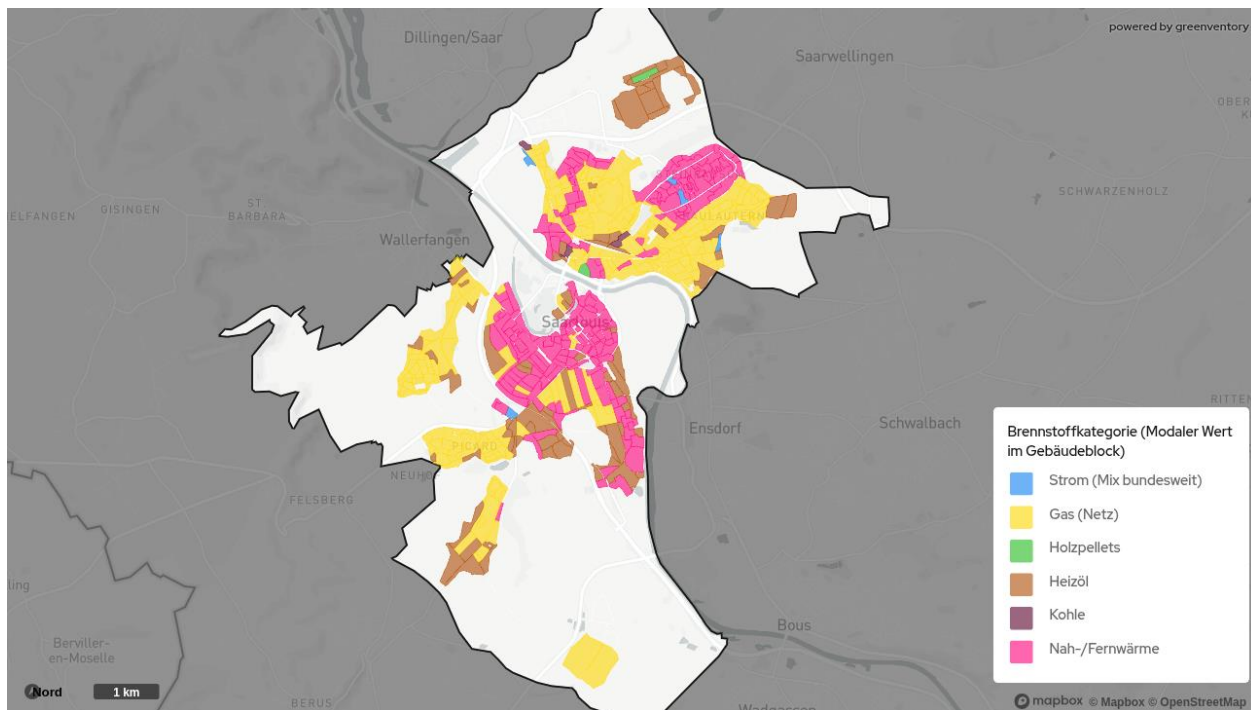 powered by greenventory
Dillingen/Saar
Saarwellingen
GISINGEN
ST.
BARBARA
SCHWARZENHOLZ
Wallerfangen
Saarlouis
Ensdorf
Schwalbach
PICARD
FELSBERG
Brennstoffkategorie (Modaler Wert
im Gebäudeblock)
Strom (Mix bundesweit)
Gas (Netz)
Holzpellets
Heizöl
Kohle
Nah-/Fernwärme
Bous
Berviller-
en-Moselle
Nord
1 km
BERUS
mapbox © Mapbox © OpenStreetMap